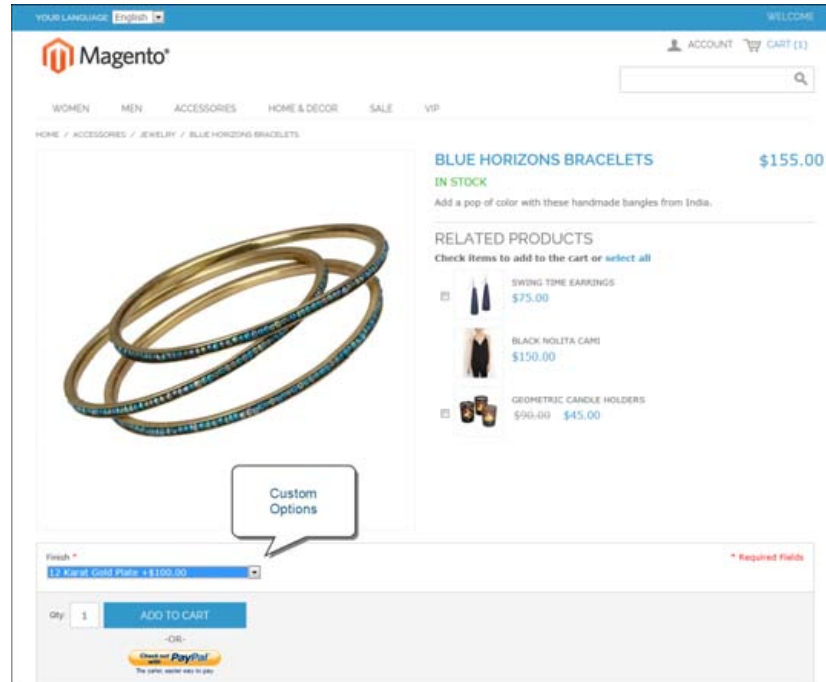 YOUR LANGUAGE: English
WELCOME
Magento®
ACCOUNT CART (1)
WOMEN MEN ACCESSORIES HOME & DECOR SALE VIP
HOME / ACCESSORIES / JEWELRY / BLUE HORIZONS BRACELETS
BLUE HORIZONS BRACELETS $155.00
IN STOCK
Add a pop of color with these handmade bangles from India.
RELATED PRODUCTS
Check items to add to the cart or select all
SWING TIME EARRINGS
$75.00
BLACK NOLITA CAMI
$150.00
GEOMETRIC CANDLE HOLDERS
$90.00 $45.00
Custom
Options
Finish *
* Required Fields
12 Karat Gold Plate +$100.00
Qty: 1 ADD TO CART
-OR-
Check out
with PayPal
The safer, easier way to pay